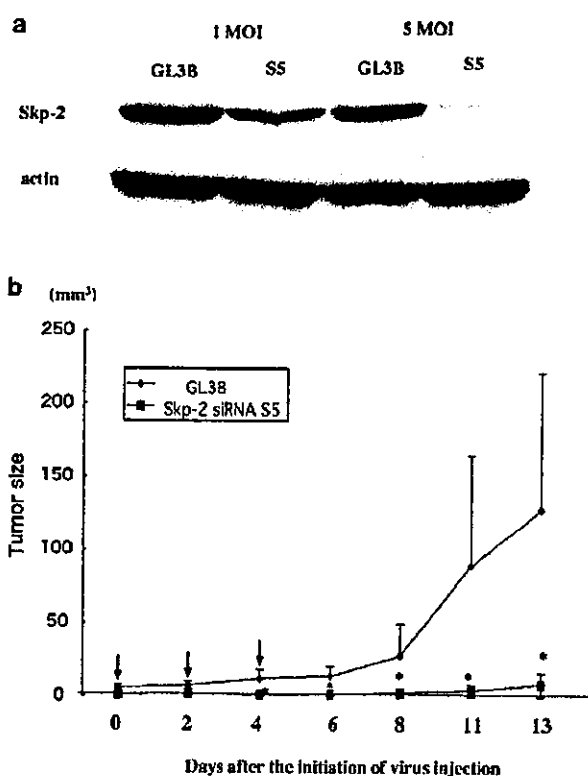 a
1 MOI 5 MOI
GL3B S5 GL3B S5
Skp-2
actin
b (mm³)
250
200
150
100
50
0
GL3B
Skp-2 siRNA S5
Tumor size
* * * *
0 2 4 6 8 11 13
Days after the initiation of virus injection